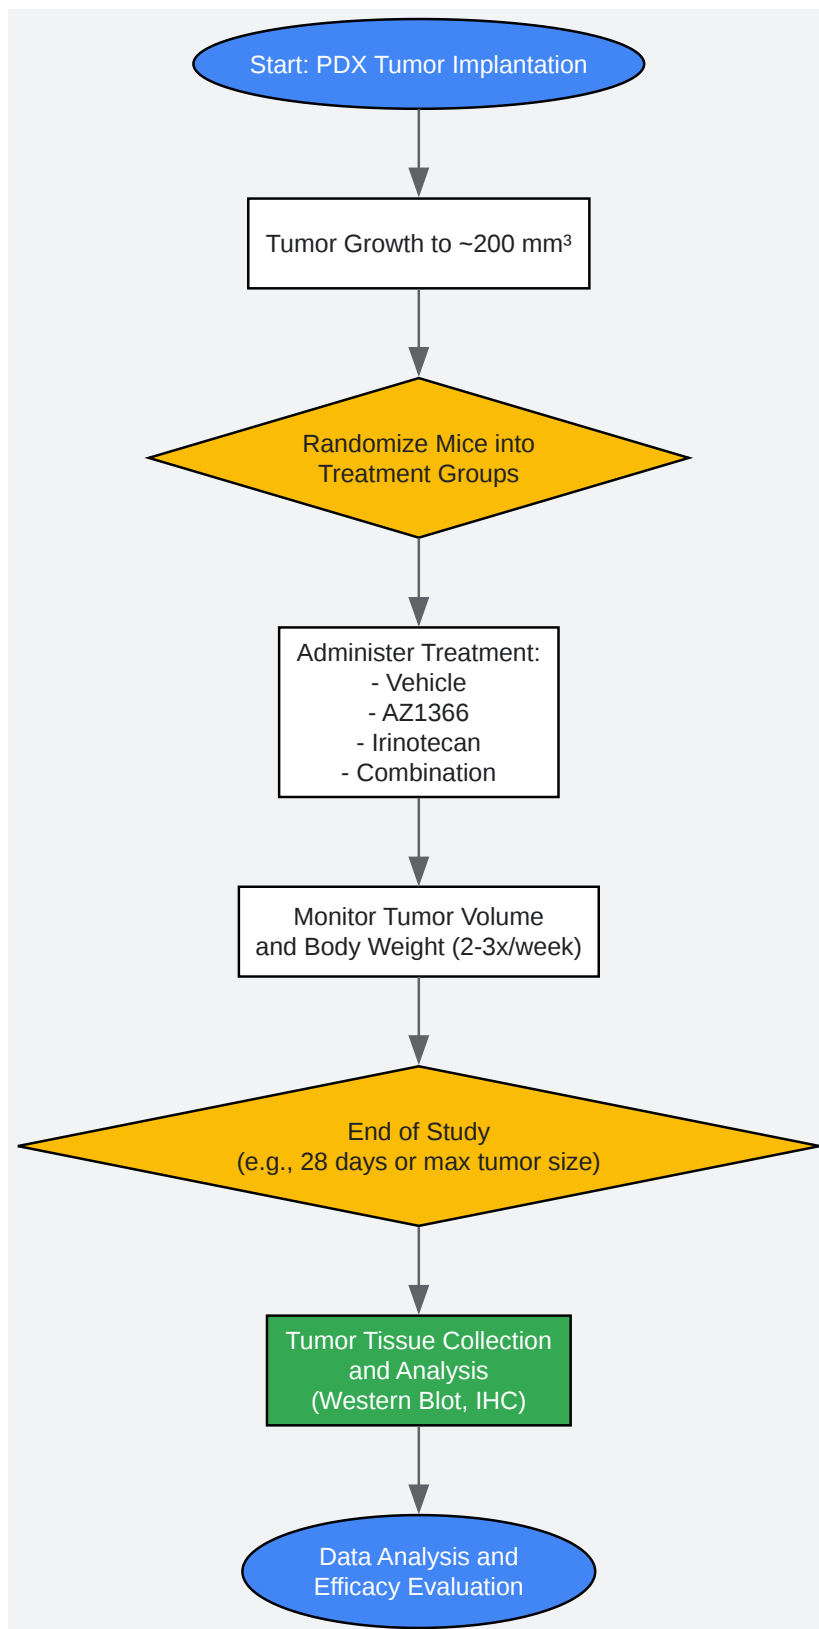 Start: PDX Tumor Implantation
Tumor Growth to ~200 mm³
Randomize Mice into
Treatment Groups
Administer Treatment:
- Vehicle
- AZ1366
- Irinotecan
- Combination
Monitor Tumor Volume
and Body Weight (2-3x/week)
End of Study
(e.g., 28 days or max tumor size)
Tumor Tissue Collection
and Analysis
(Western Blot, IHC)
Data Analysis and
Efficacy Evaluation